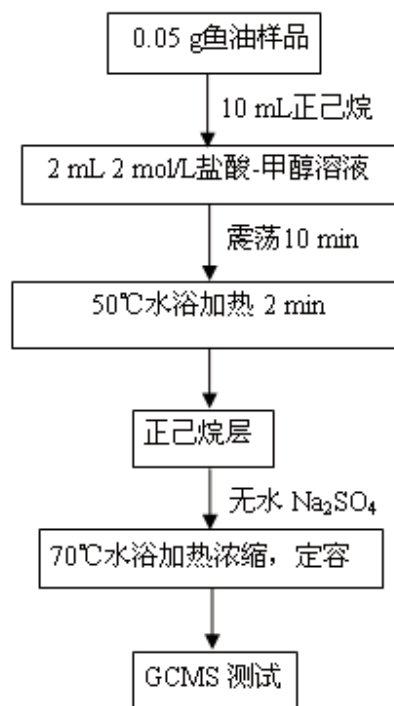 0.05 g鱼油样品
10 mL正己烷
2 mL 2 mol/L盐酸-甲醇溶液
震荡10 min
50℃水浴加热 2 min
正己烷层
无水 Na₂SO₄
70℃水浴加热浓缩，定容
GCMS 测试